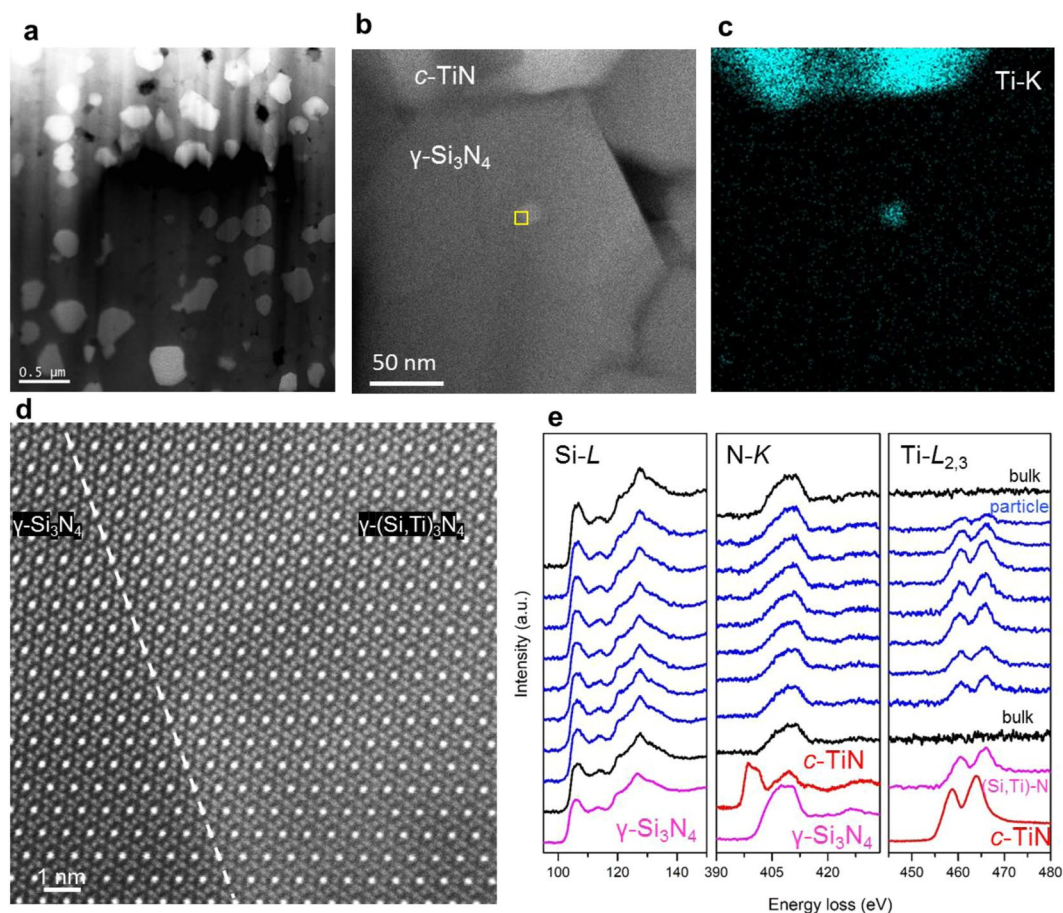 a
0.5 µm
b
c-TiN
γ-Si3N4
50 nm
c
Ti-K
d
γ-Si3N4
γ-(Si,Ti)3N4
1 nm
e
Intensity (a.u.)
Si-L
N-K
Ti-L2,3
bulk
particle
bulk
c-TiN
(Si,Ti)-N
γ-Si3N4
γ-Si3N4
c-TiN
100 120 140
390 410 430
450 460 470 480
Energy loss (eV)